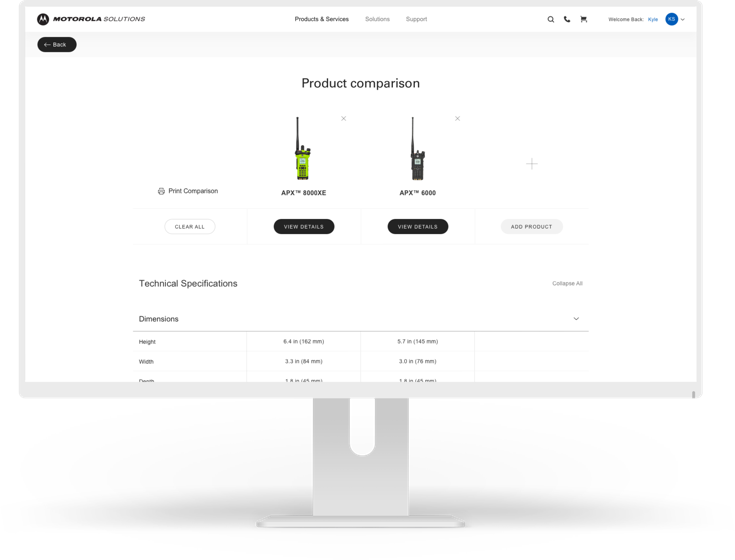 MOTOROLA SOLUTIONS
Products & Services Solutions Support
Welcome Back: Kyle KS
← Back
Product comparison
Print Comparison
APX™ 8000XE
APX™ 6000
CLEAR ALL
VIEW DETAILS
VIEW DETAILS
ADD PRODUCT
Technical Specifications
Collapse All
Dimensions
Height 6.4 in (162 mm) 5.7 in (145 mm)
Width 3.3 in (84 mm) 3.0 in (76 mm)
Depth 1.8 in (45 mm) 1.8 in (45 mm)